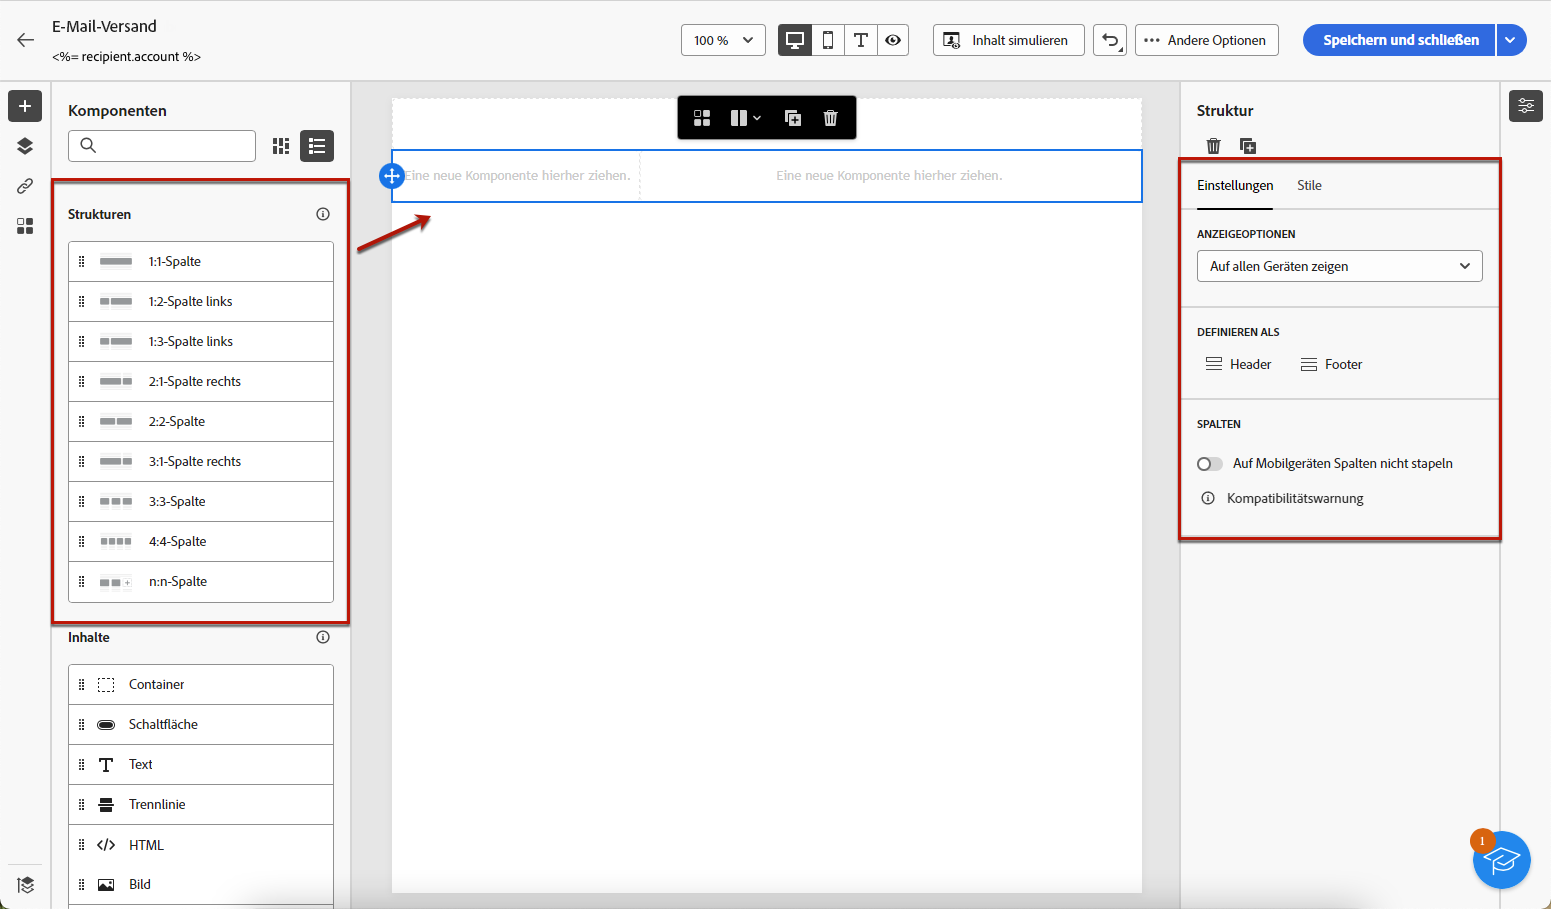 E-Mail-Versand
<%= recipient.account %>
100 %
Inhalt simulieren
Andere Optionen
Speichern und schließen
Komponenten
Strukturen
1:1-Spalte
1:2-Spalte links
1:3-Spalte links
2:1-Spalte rechts
2:2-Spalte
3:1-Spalte rechts
3:3-Spalte
4:4-Spalte
n:n-Spalte
Inhalte
Container
Schaltfläche
Text
Trennlinie
HTML
Bild
Eine neue Komponente hierher ziehen.
Eine neue Komponente hierher ziehen.
Struktur
Einstellungen
Stile
ANZEIGEOPTIONEN
Auf allen Geräten zeigen
DEFINIEREN ALS
Header
Footer
SPALTEN
Auf Mobilgeräten Spalten nicht stapeln
Kompatibilitätswarnung
1